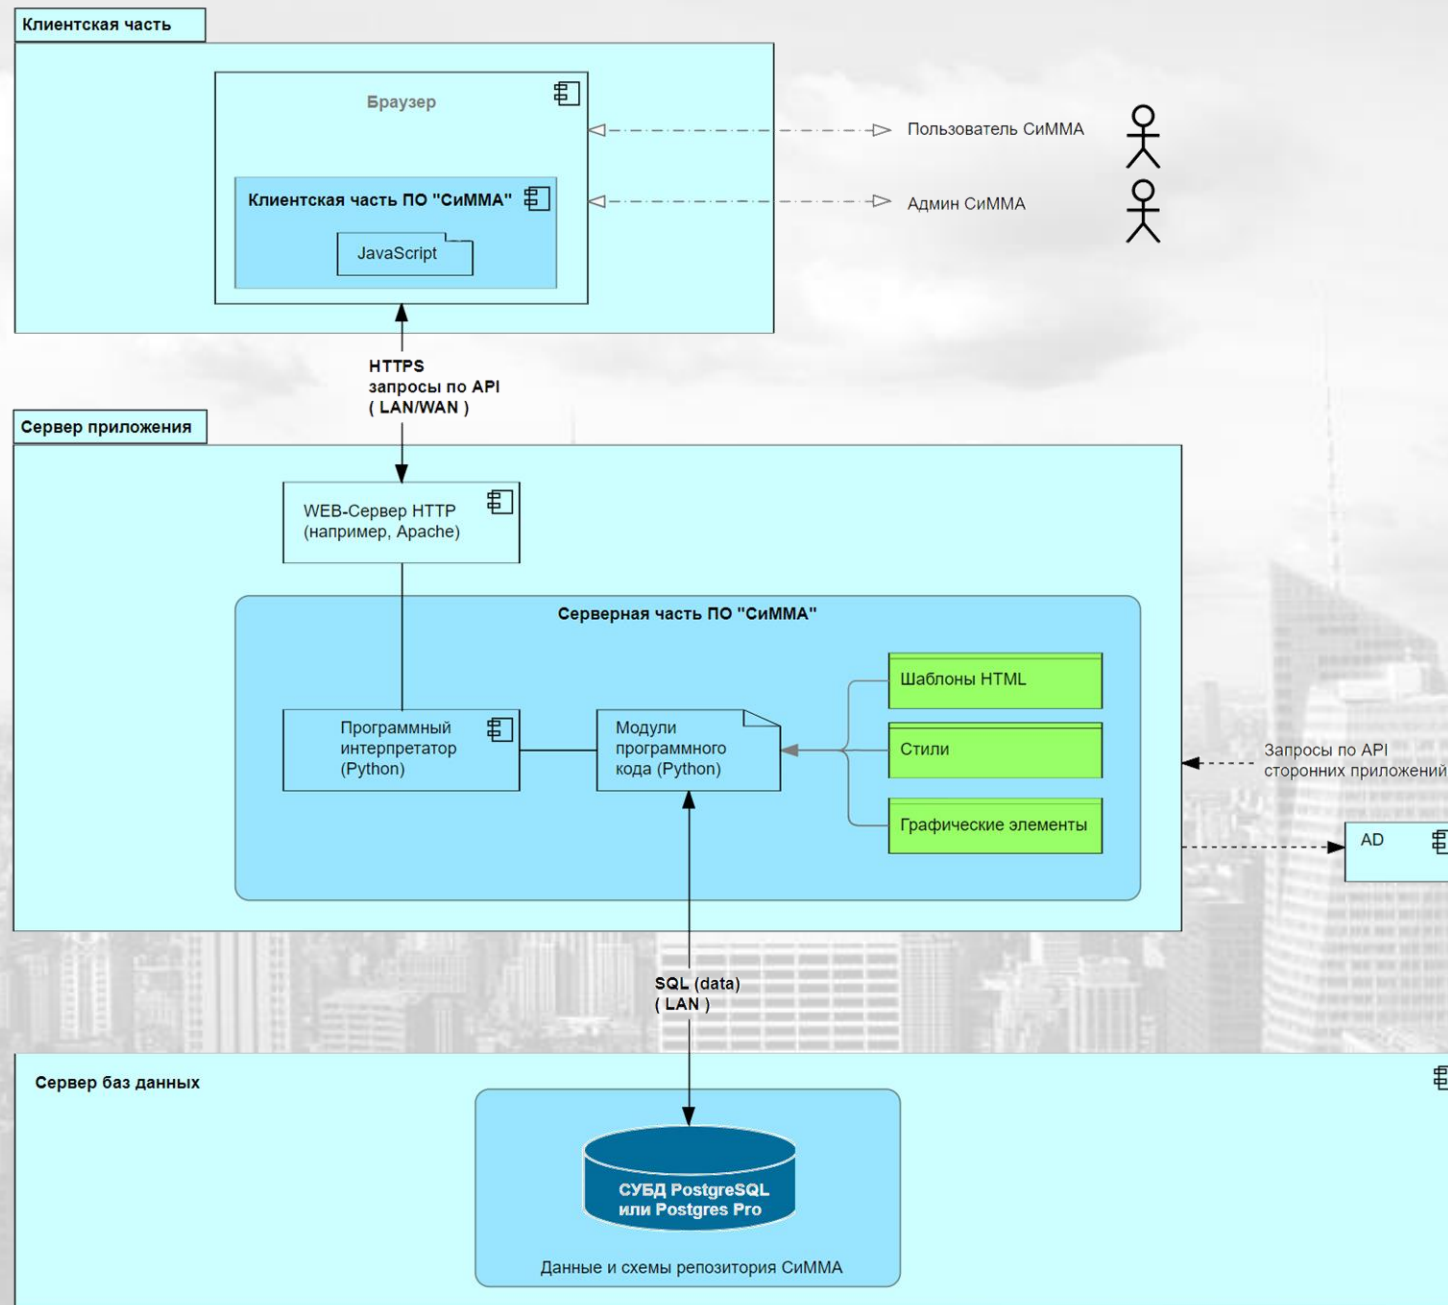 Клиентская часть
Браузер
Пользователь СиММА
Клиентская часть ПО "СиММА"
Админ СиММА
JavaScript
HTTPS
запросы по API
( LAN/WAN )
Сервер приложения
WEB-Сервер HTTP
(например, Apache)
Серверная часть ПО "СиММА"
Шаблоны HTML
Программный
интерпретатор
(Python)
Модули
программного
кода (Python)
Стили
Графические элементы
Запросы по API
сторонних приложений
AD
SQL (data)
( LAN )
Сервер баз данных
СУБД PostgreSQL
или Postgres Pro
Данные и схемы репозитория СиММА